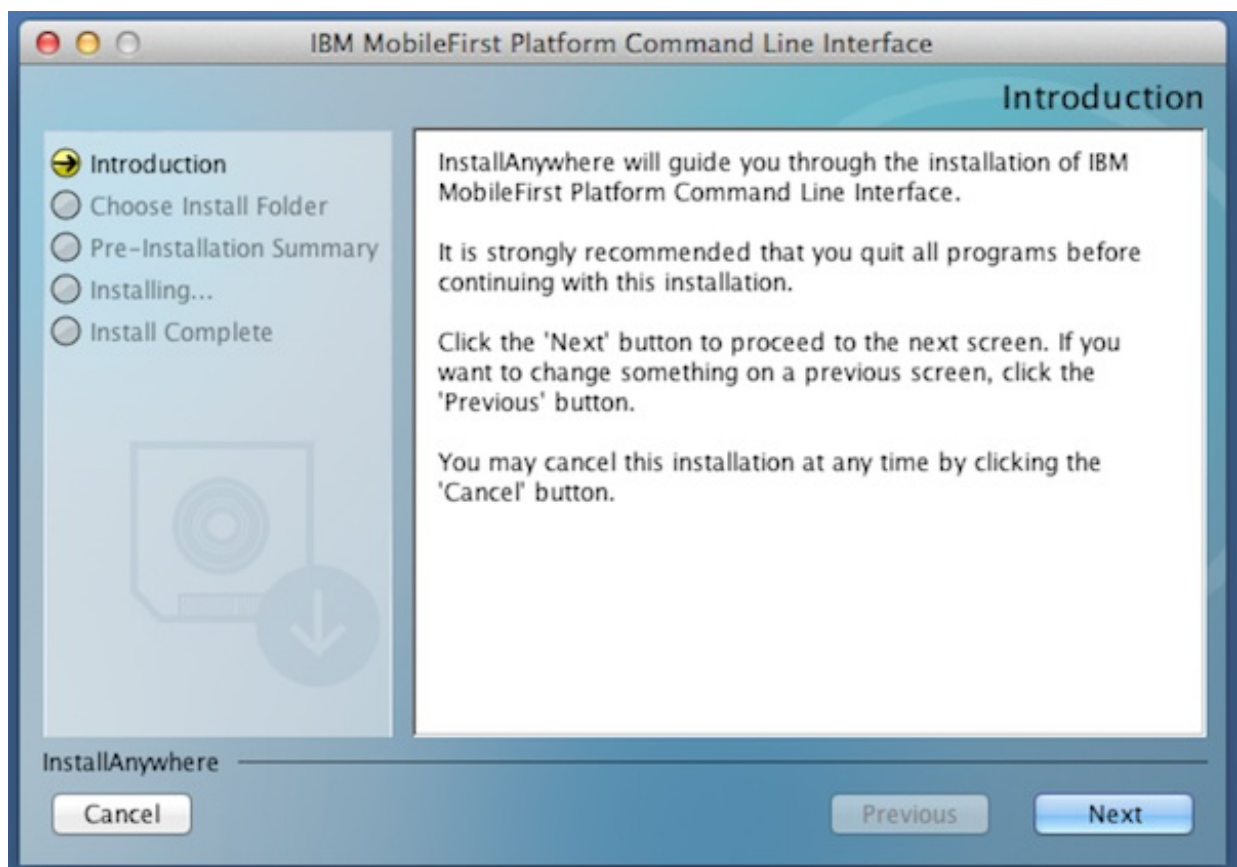 IBM MobileFirst Platform Command Line Interface
Introduction
Introduction
Choose Install Folder
Pre-Installation Summary
Installing...
Install Complete
InstallAnywhere will guide you through the installation of IBM
MobileFirst Platform Command Line Interface.
It is strongly recommended that you quit all programs before
continuing with this installation.
Click the 'Next' button to proceed to the next screen. If you
want to change something on a previous screen, click the
'Previous' button.
You may cancel this installation at any time by clicking the
'Cancel' button.
InstallAnywhere
Cancel
Previous
Next